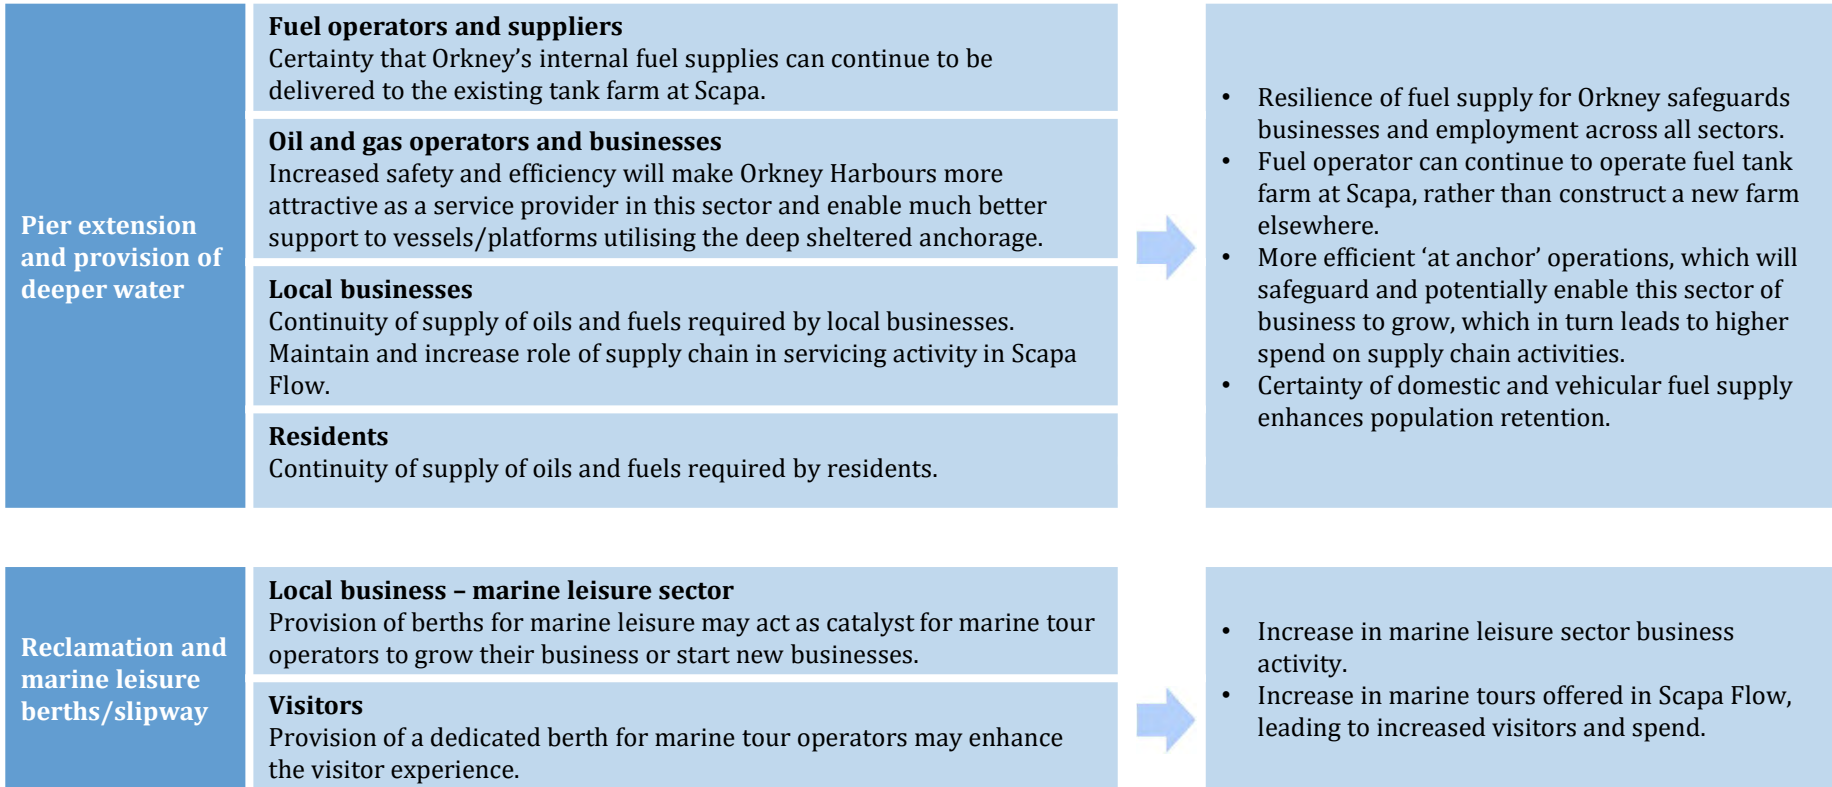 Pier extension
and provision of
deeper water
Fuel operators and suppliers
Certainty that Orkney’s internal fuel supplies can continue to be
delivered to the existing tank farm at Scapa.
Oil and gas operators and businesses
Increased safety and efficiency will make Orkney Harbours more
attractive as a service provider in this sector and enable much better
support to vessels/platforms utilising the deep sheltered anchorage.
Local businesses
Continuity of supply of oils and fuels required by local businesses.
Maintain and increase role of supply chain in servicing activity in Scapa
Flow.
Residents
Continuity of supply of oils and fuels required by residents.
• Resilience of fuel supply for Orkney safeguards
businesses and employment across all sectors.
• Fuel operator can continue to operate fuel tank
farm at Scapa, rather than construct a new farm
elsewhere.
• More efficient ‘at anchor’ operations, which will
safeguard and potentially enable this sector of
business to grow, which in turn leads to higher
spend on supply chain activities.
• Certainty of domestic and vehicular fuel supply
enhances population retention.
Reclamation and
marine leisure
berths/slipway
Local business – marine leisure sector
Provision of berths for marine leisure may act as catalyst for marine tour
operators to grow their business or start new businesses.
Visitors
Provision of a dedicated berth for marine tour operators may enhance
the visitor experience.
• Increase in marine leisure sector business
activity.
• Increase in marine tours offered in Scapa Flow,
leading to increased visitors and spend.